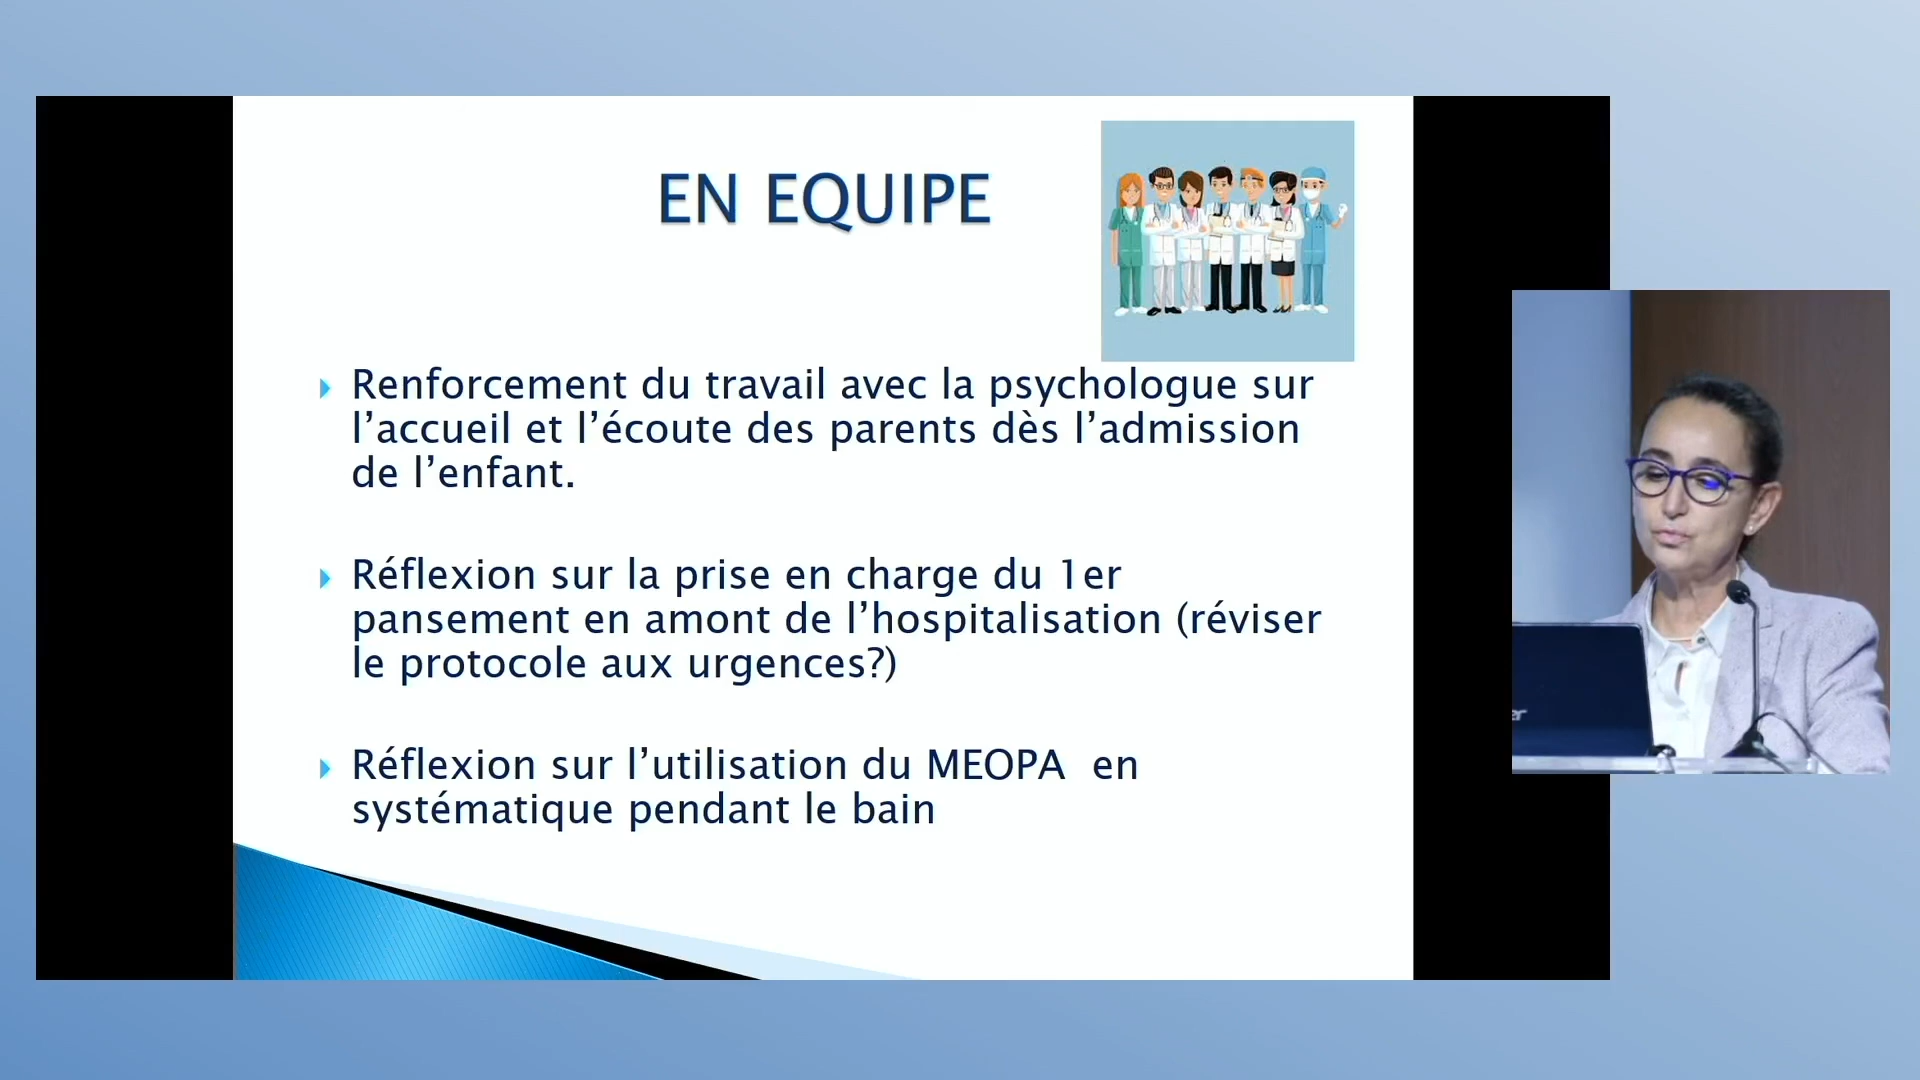 EN EQUIPE
Renforcement du travail avec la psychologue sur
l’accueil et l’écoute des parents dès l’admission
de l’enfant.
Réflexion sur la prise en charge du 1er
pansement en amont de l’hospitalisation (réviser
le protocole aux urgences?)
Réflexion sur l’utilisation du MEOPA  en
systématique pendant le bain